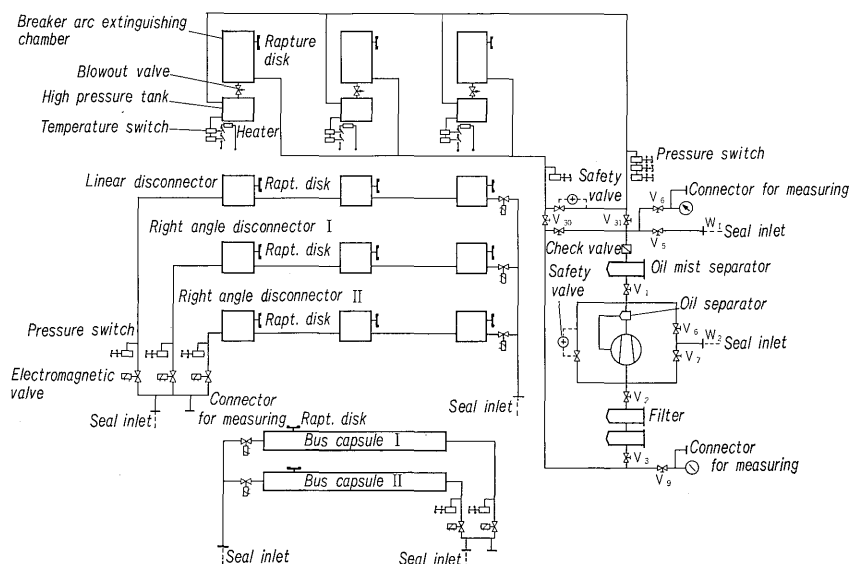 Breaker arc extinguishing
chamber
Rapture
disk
Blowout valve
High pressure tank
Temperature switch
Heater
Pressure switch
Linear disconnector
Rapt. disk
Safety
valve
V6
Connector for measuring
V30
V31
V5
W1
Seal inlet
Right angle disconnector I
Rapt. disk
Check valve
Oil mist separator
Safety
valve
V1
Right angle disconnector II
Rapt. disk
Oil separator
Pressure switch
V6
W2
Seal inlet
V7
Electromagnetic
valve
Connector
for measuring
Seal inlet
Seal inlet
V2
Filter
Rapt. disk
Bus capsule I
Connector
for measuring
V3
V9
Bus capsule II
Seal inlet
Seal inlet